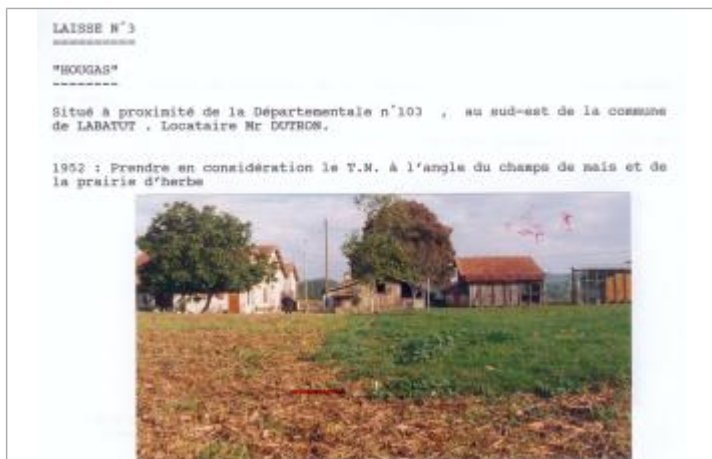 LAISSE N°3
==========
"HOUGAS"
--------
Situé à proximité de la Départementale n°103 , au sud-est de la commune
de LABATUT . Locataire Mr DUTRON.
1952 : Prendre en considération le T.N. à l'angle du champs de maïs et de
la prairie d'herbe